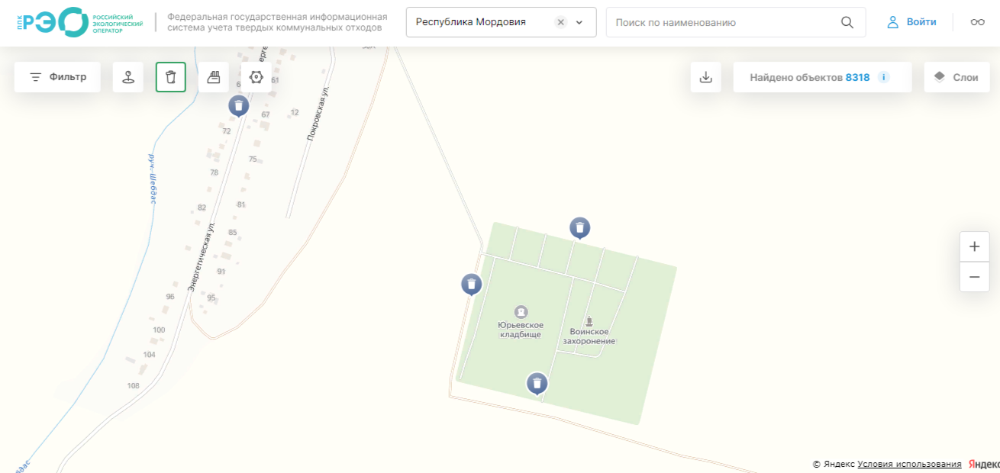 ППК РЭО
РОССИЙСКИЙ
ЭКОЛОГИЧЕСКИЙ
ОПЕРАТОР
Федеральная государственная информационная
система учета твердых коммунальных отходов
Республика Мордовия
Поиск по наименованию
Войти
Фильтр
Найдено объектов 8318 i
Слои
61
67
12
72
Покровская ул.
75
78
руч. Шебдас
82
81
85
Энергетическая ул.
91
96
95
100
104
108
Юрьевское
кладбище
Воинское
захоронение
© Яндекс Условия использования